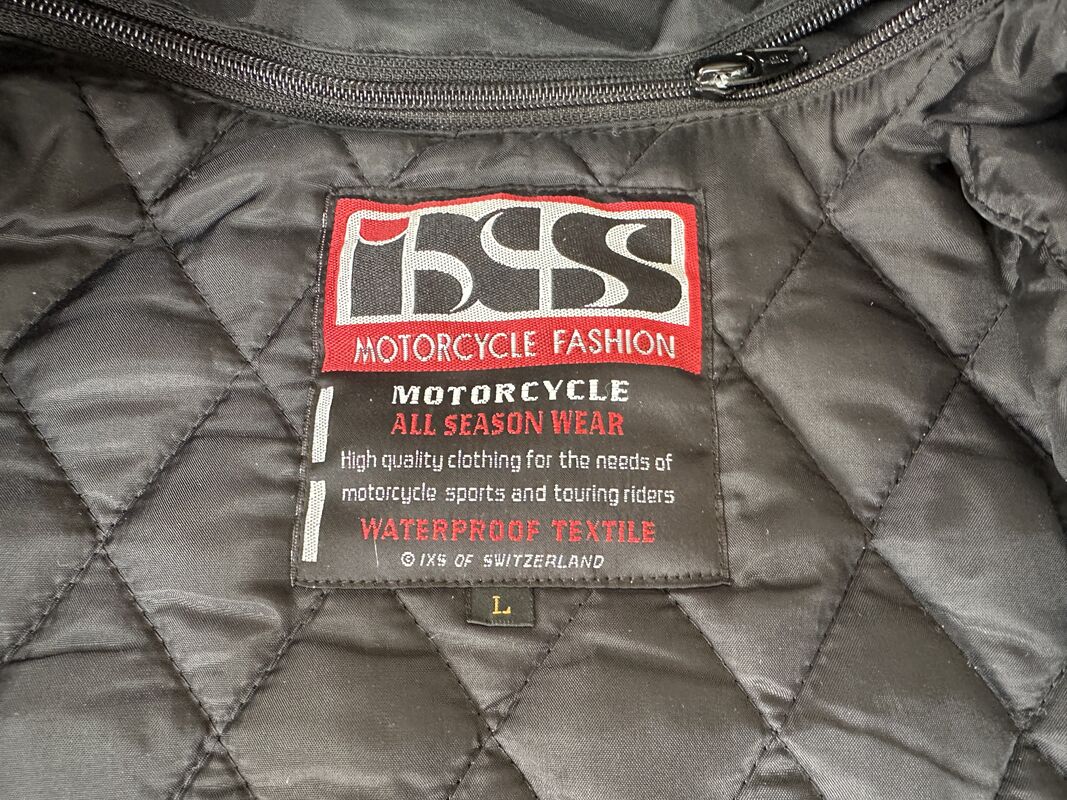 iXS
MOTORCYCLE FASHION
MOTORCYCLE
ALL SEASON WEAR
High quality clothing for the needs of
motorcycle sports and touring riders
WATERPROOF TEXTILE
© IXS OF SWITZERLAND
L